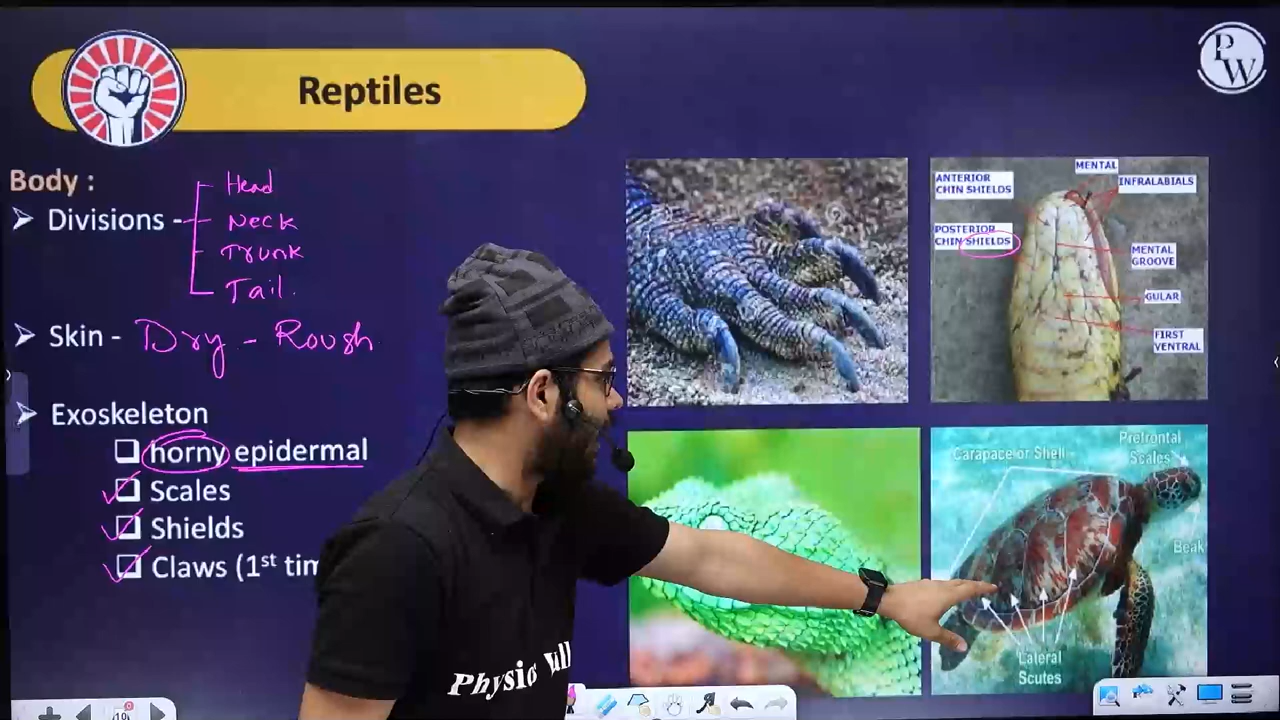 Reptiles
PW
Body :
Divisions -
Head
Neck
Trunk
Tail.
Skin - Dry - Rough
Exoskeleton
horny epidermal
Scales
Shields
Claws (1st tim
MENTAL
ANTERIOR
CHIN SHIELDS
INFRALABIALS
POSTERIOR
CHIN SHIELDS
MENTAL
GROOVE
GULAR
FIRST
VENTRAL
Carapace or Shell
Prefrontal
Scales
Beak
Lateral
Scutes
Physics